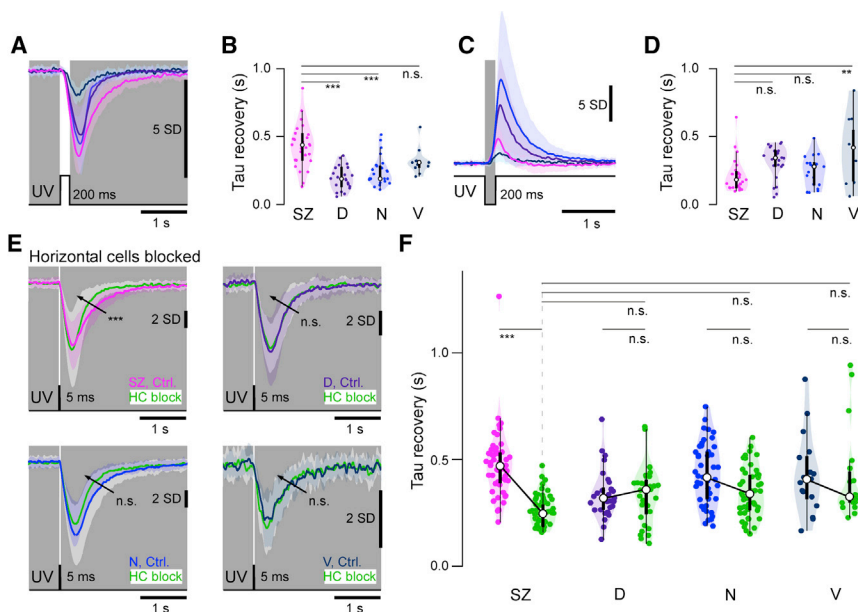 A
5 SD
UV
200 ms
1 s
B
Tau recovery (s)
1.0
0.5
0.0
n.s.
***
***
SZ
D
N
V
C
5 SD
UV
200 ms
1 s
D
Tau recovery (s)
1.0
0.5
0.0
**
n.s.
n.s.
SZ
D
N
V
E
Horizontal cells blocked
***
2 SD
SZ, Ctrl.
HC block
UV
5 ms
1 s
n.s.
2 SD
D, Ctrl.
HC block
UV
5 ms
1 s
n.s.
2 SD
N, Ctrl.
HC block
UV
5 ms
1 s
n.s.
2 SD
V, Ctrl.
HC block
UV
5 ms
1 s
F
Tau recovery (s)
1.0
0.5
0.0
n.s.
n.s.
n.s.
***
n.s.
n.s.
n.s.
SZ
D
N
V